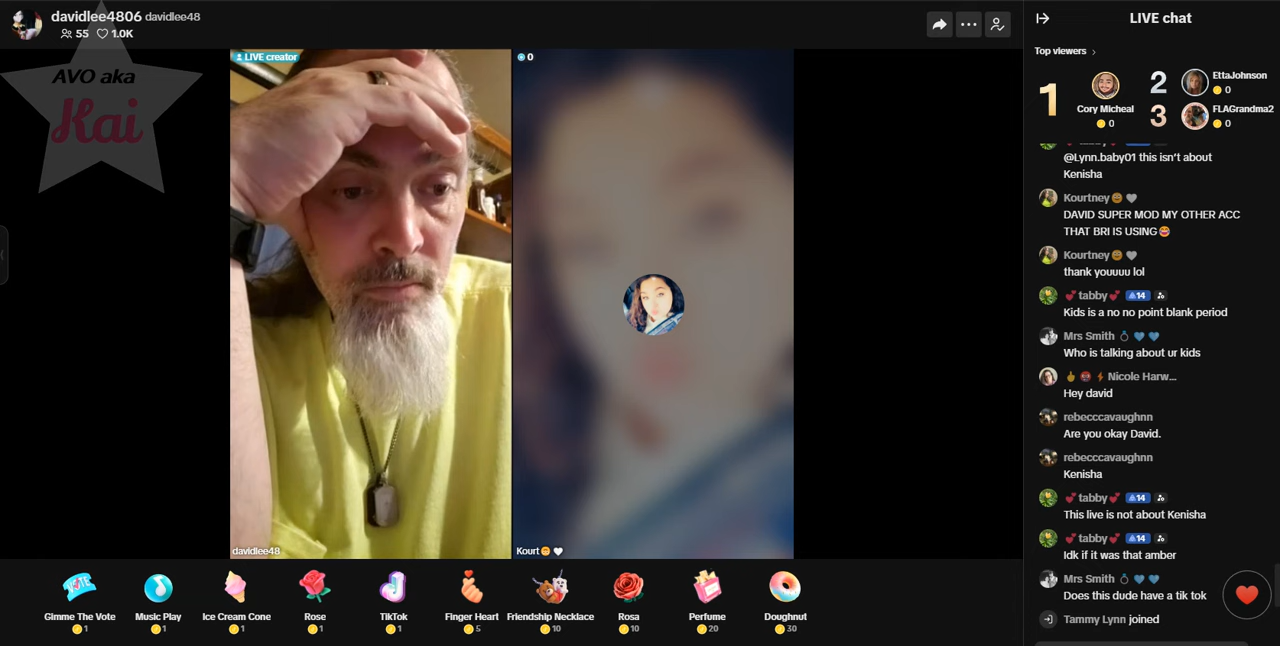 davidlee4806 davidlee48
55 1.0K
AVO aka
Kai
LIVE creator
0
davidlee48
Kourt
Gimme The Vote
1
Music Play
1
Ice Cream Cone
1
Rose
1
TikTok
1
Finger Heart
5
Friendship Necklace
10
Rosa
10
Perfume
20
Doughnut
30
LIVE chat
Top viewers
1
Cory Micheal
0
2
EttaJohnson
0
3
FLAGrandma2
0
@Lynn.baby01 this isn't about
Kenisha
Kourtney
DAVID SUPER MOD MY OTHER ACC
THAT BRI IS USING
Kourtney
thank youuuu lol
tabby 14
Kids is a no no point blank period
Mrs Smith
Who is talking about ur kids
Nicole Harw...
Hey david
rebecccavaughnn
Are you okay David.
rebecccavaughnn
Kenisha
tabby 14
This live is not about Kenisha
tabby 14
Idk if it was that amber
Mrs Smith
Does this dude have a tik tok
Tammy Lynn joined